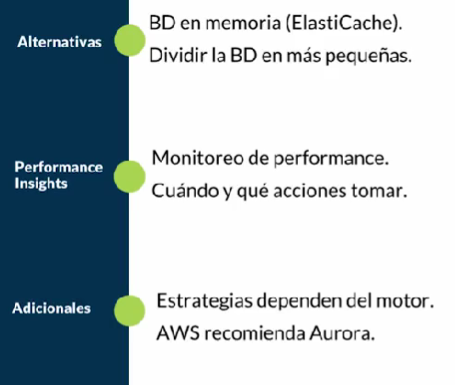 Alternativas
BD en memoria (ElastiCache).
Dividir la BD en más pequeñas.
Performance
Insights
Monitoreo de performance.
Cuándo y qué acciones tomar.
Adicionales
Estrategias dependen del motor.
AWS recomienda Aurora.